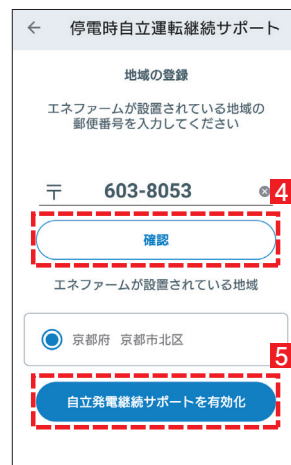 ← 停電時自立運転継続サポート
地域の登録
エネファームが設置されている地域の
郵便番号を入力してください
〒 603-8053
4
確認
エネファームが設置されている地域
京都府 京都市北区
5
自立発電継続サポートを有効化